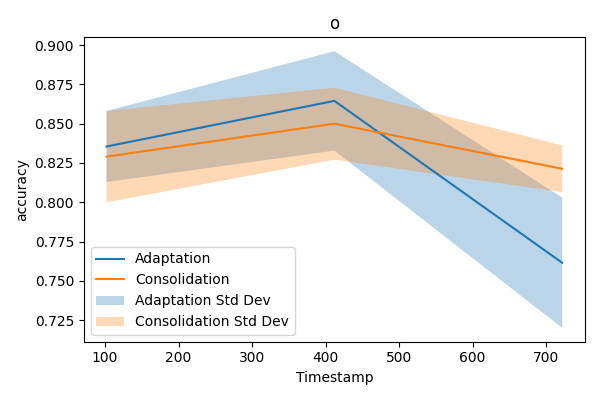 o
0.900
0.875
0.850
0.825
0.800
0.775
0.750
0.725
accuracy
Adaptation
Consolidation
Adaptation Std Dev
Consolidation Std Dev
100 200 300 400 500 600 700
Timestamp